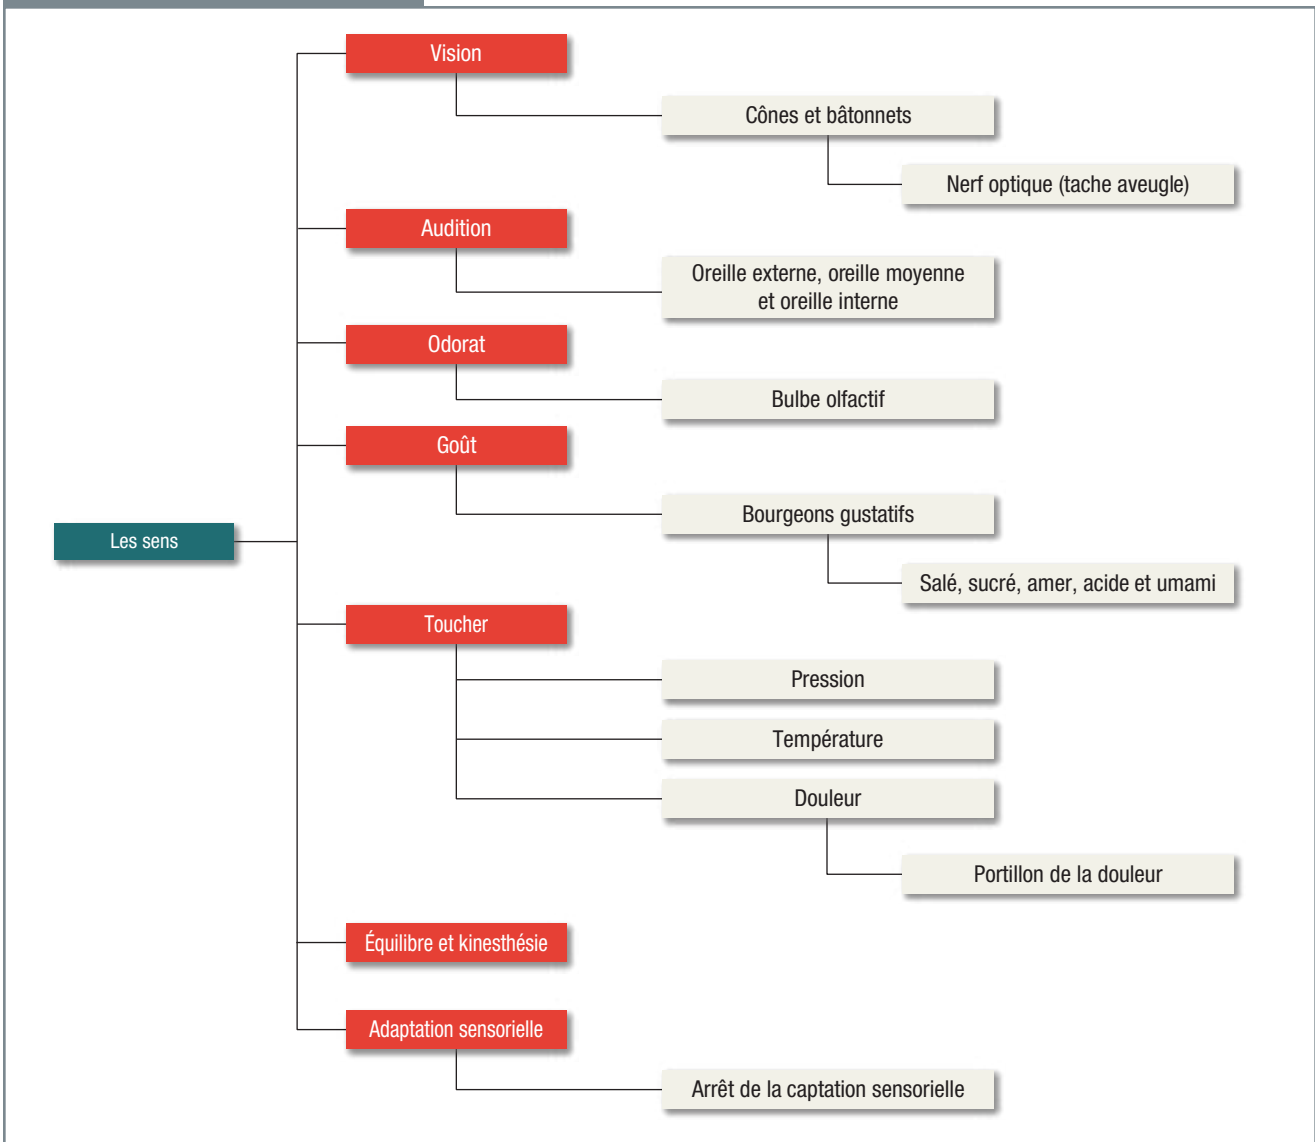 Vision
Cônes et bâtonnets
Nerf optique (tache aveugle)
Audition
Oreille externe, oreille moyenne
et oreille interne
Odorat
Bulbe olfactif
Goût
Bourgeons gustatifs
Les sens
Salé, sucré, amer, acide et umami
Toucher
Pression
Température
Douleur
Portillon de la douleur
Équilibre et kinesthésie
Adaptation sensorielle
Arrêt de la captation sensorielle